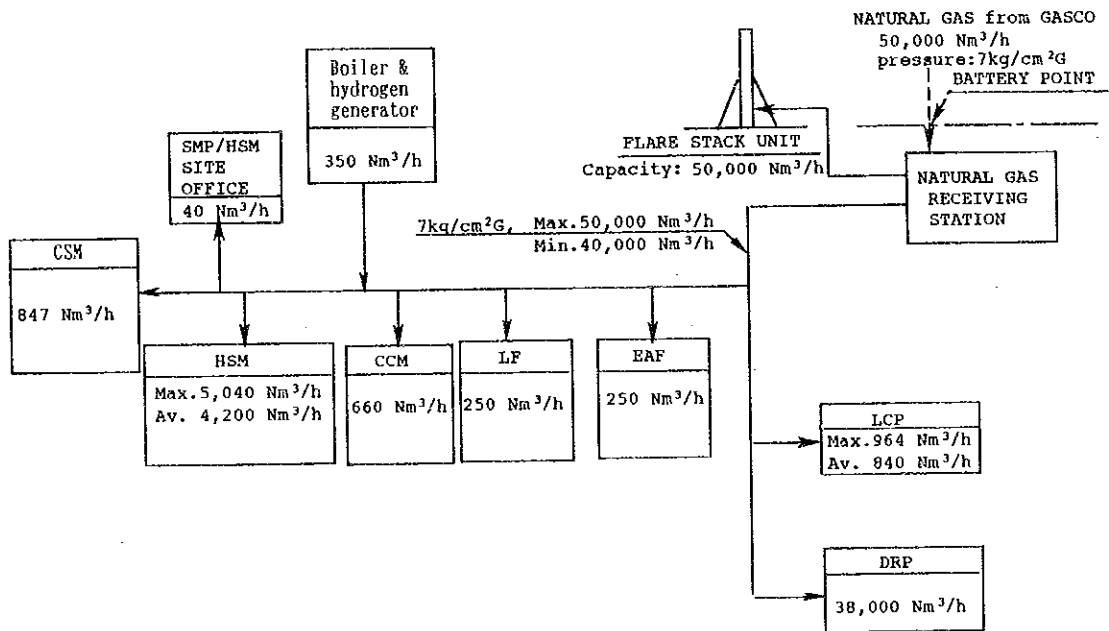 NATURAL GAS from GASCO
50,000 Nm³/h
pressure:7kg/cm²G
BATTERY POINT
Boiler &
hydrogen
generator
350 Nm³/h
SMP/HSM
SITE
OFFICE
40 Nm³/h
FLARE STACK UNIT
Capacity: 50,000 Nm³/h
NATURAL GAS
RECEIVING
STATION
7kg/cm²G, Max.50,000 Nm³/h
Min.40,000 Nm³/h
CSM
847 Nm³/h
HSM
Max.5,040 Nm³/h
Av. 4,200 Nm³/h
CCM
660 Nm³/h
LF
250 Nm³/h
EAF
250 Nm³/h
LCP
Max.964 Nm³/h
Av. 840 Nm³/h
DRP
38,000 Nm³/h